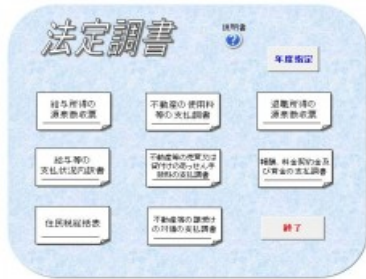 法定調書
説明書
年度指定
給与所得の
源泉徴収票
不動産の使用料
等の支払調書
退職所得の
源泉徴収票
給与等の
支払状況内訳書
不動産等の売買又は
貸付けのあっせん手
数料の支払調書
報酬、料金契約金及
び賞金の支払調書
住民税総括表
不動産等の譲受け
の対価の支払調書
終了